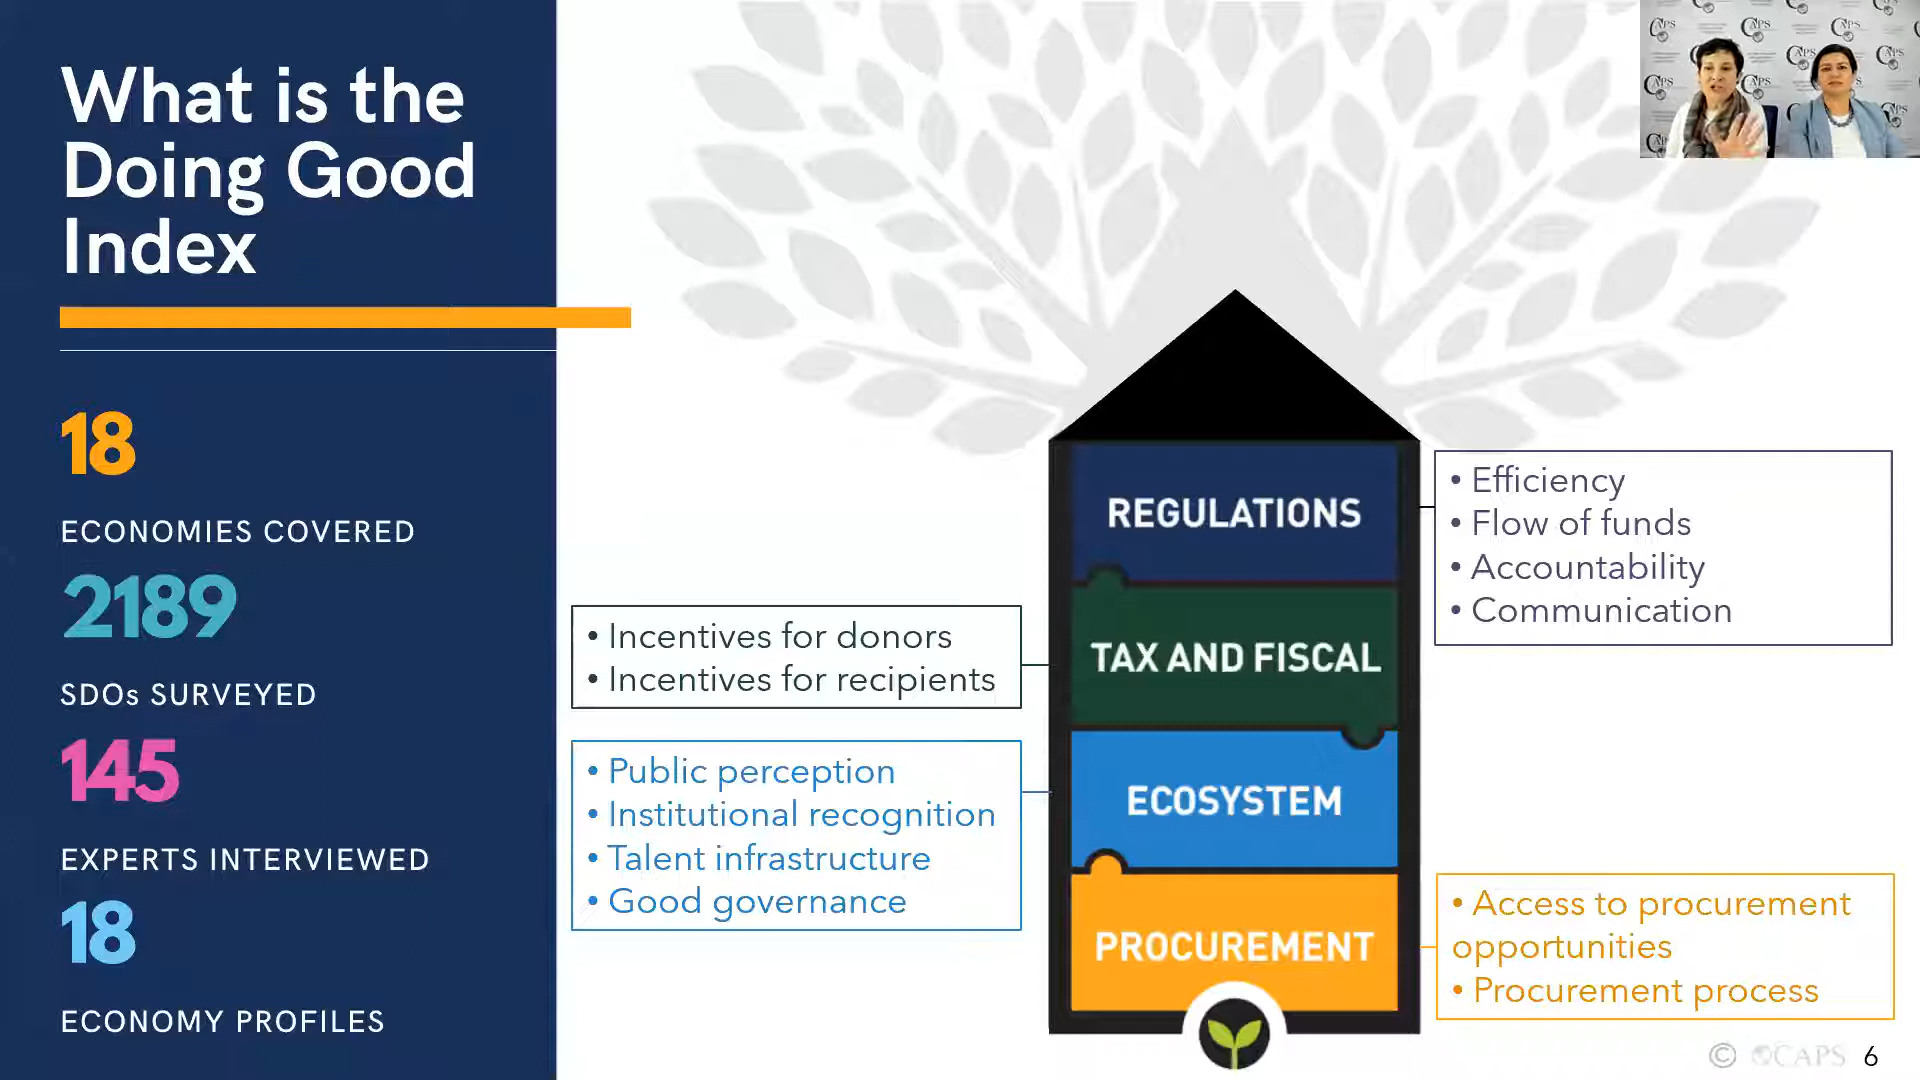 What is the
Doing Good
Index
18
ECONOMIES COVERED
2189
SDOs SURVEYED
145
EXPERTS INTERVIEWED
18
ECONOMY PROFILES
REGULATIONS
• Efficiency
• Flow of funds
• Accountability
• Communication
TAX AND FISCAL
• Incentives for donors
• Incentives for recipients
ECOSYSTEM
• Public perception
• Institutional recognition
• Talent infrastructure
• Good governance
PROCUREMENT
• Access to procurement
opportunities
• Procurement process
© CAPS 6
CAPS